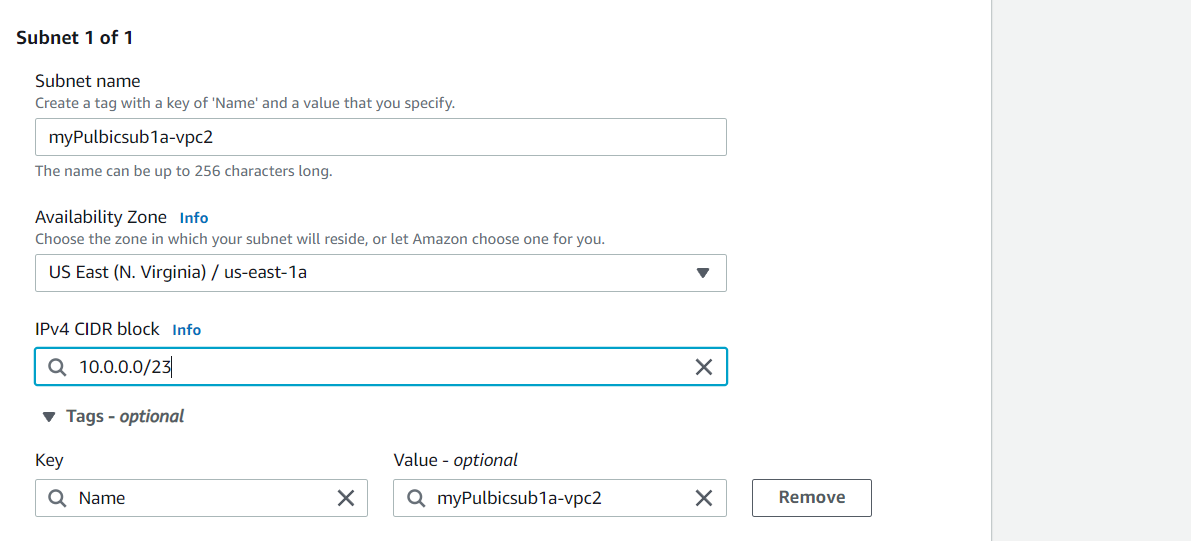 Subnet 1 of 1
Subnet name
Create a tag with a key of 'Name' and a value that you specify.
myPulbicsub1a-vpc2
The name can be up to 256 characters long.
Availability Zone Info
Choose the zone in which your subnet will reside, or let Amazon choose one for you.
US East (N. Virginia) / us-east-1a
IPv4 CIDR block Info
10.0.0.0/23
Tags - optional
Key Value - optional
Name myPulbicsub1a-vpc2 Remove